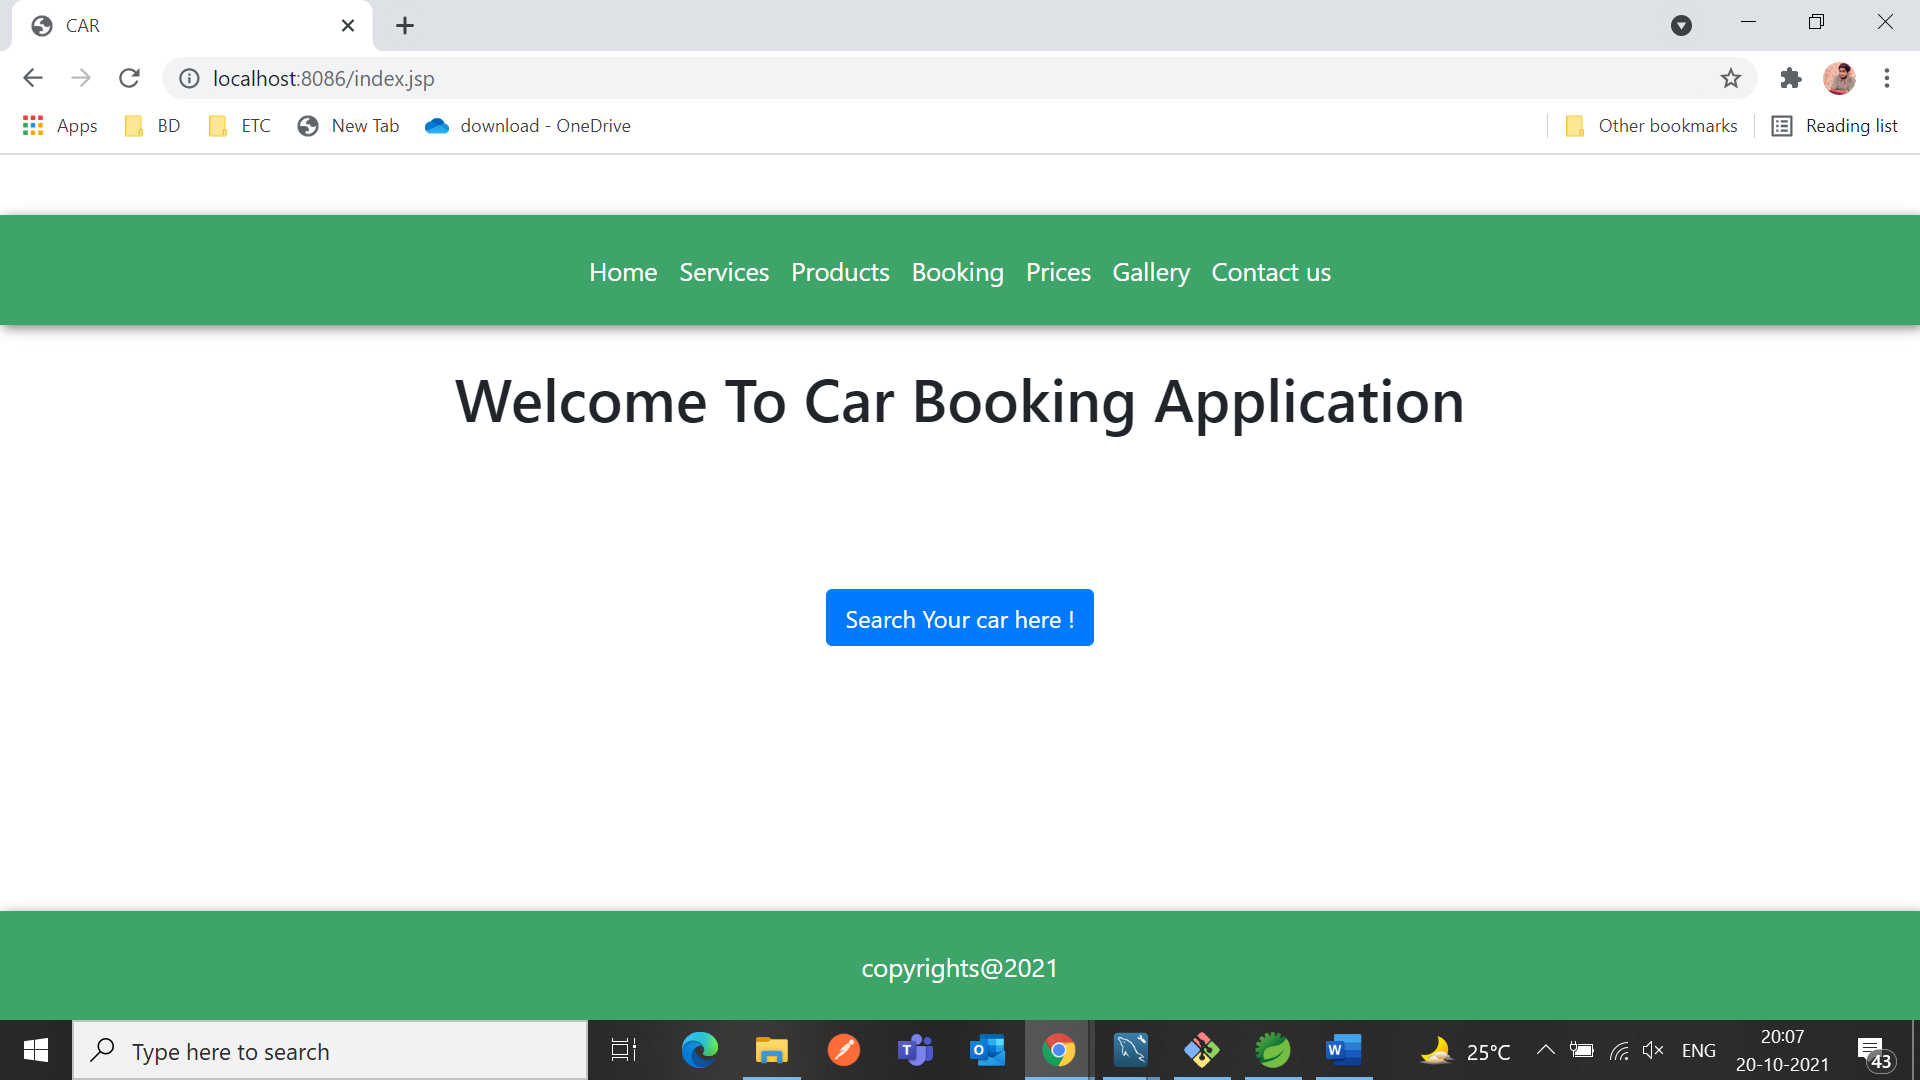 CAR
localhost:8086/index.jsp
Apps BD ETC New Tab download - OneDrive Other bookmarks Reading list
Home Services Products Booking Prices Gallery Contact us
Welcome To Car Booking Application
Search Your car here !
copyrights@2021
Type here to search
25°C ENG 20:07
20-10-2021
43